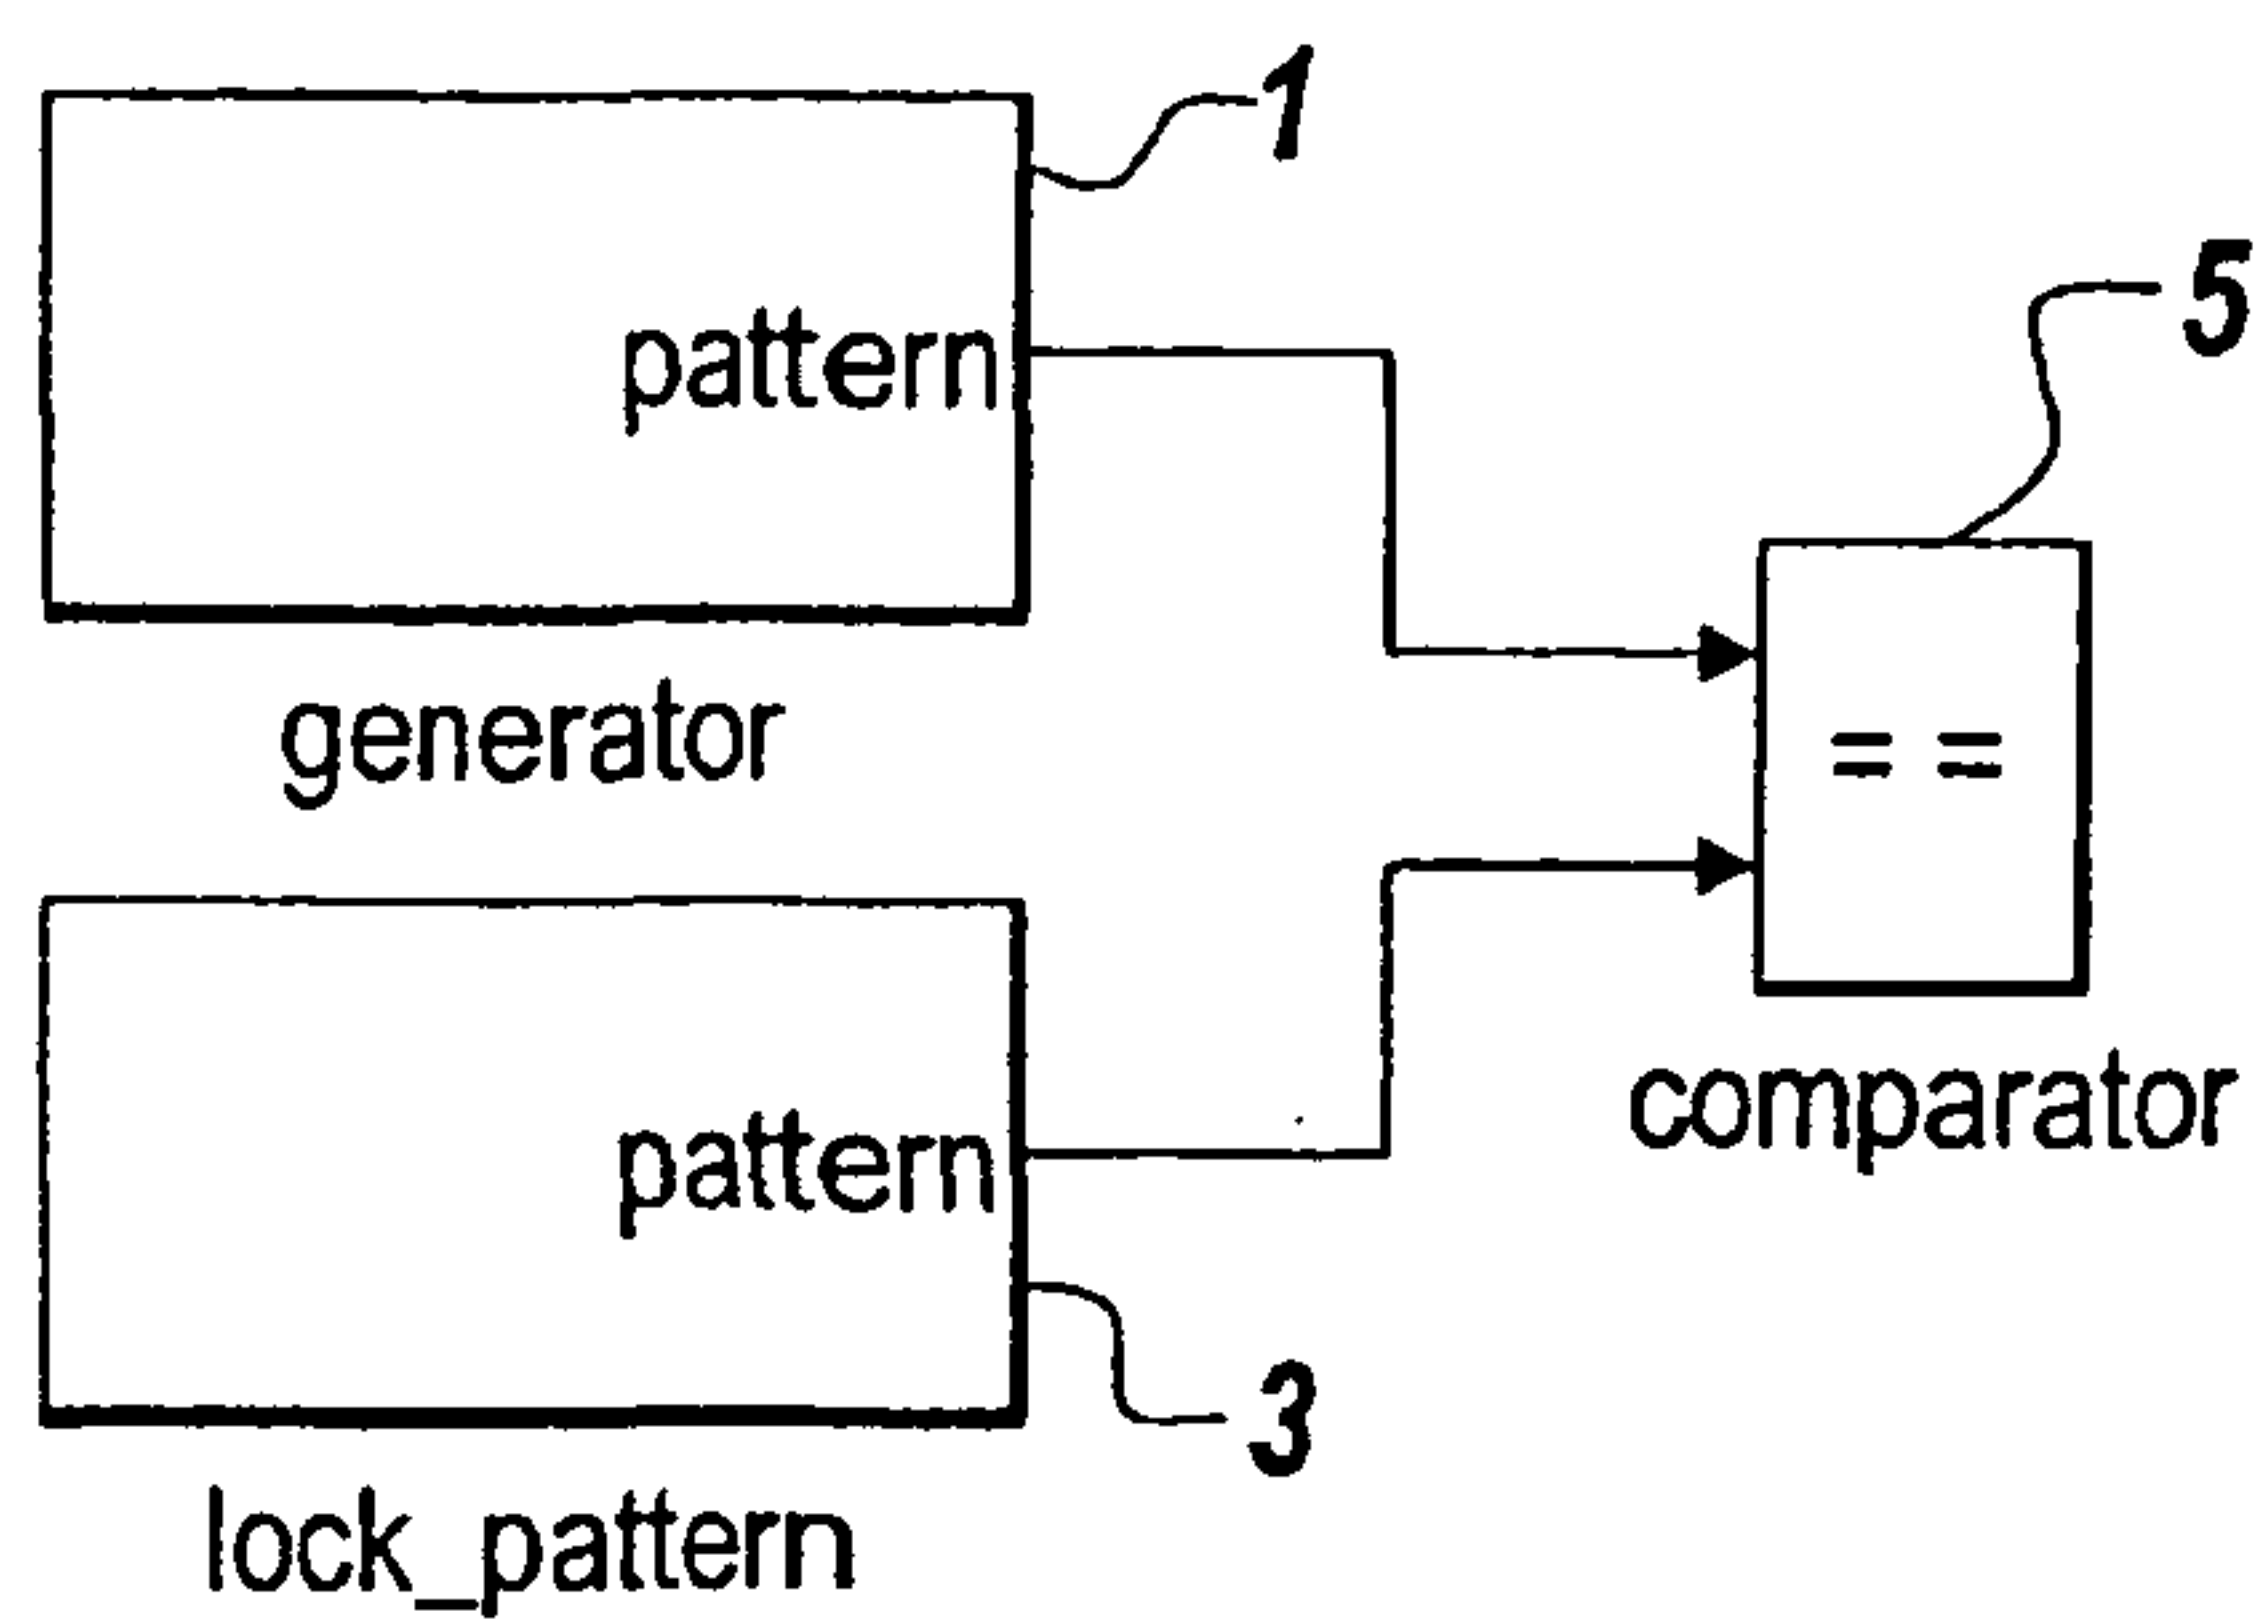 1
pattern
5
generator
= =
comparator
pattern
3
lock_pattern